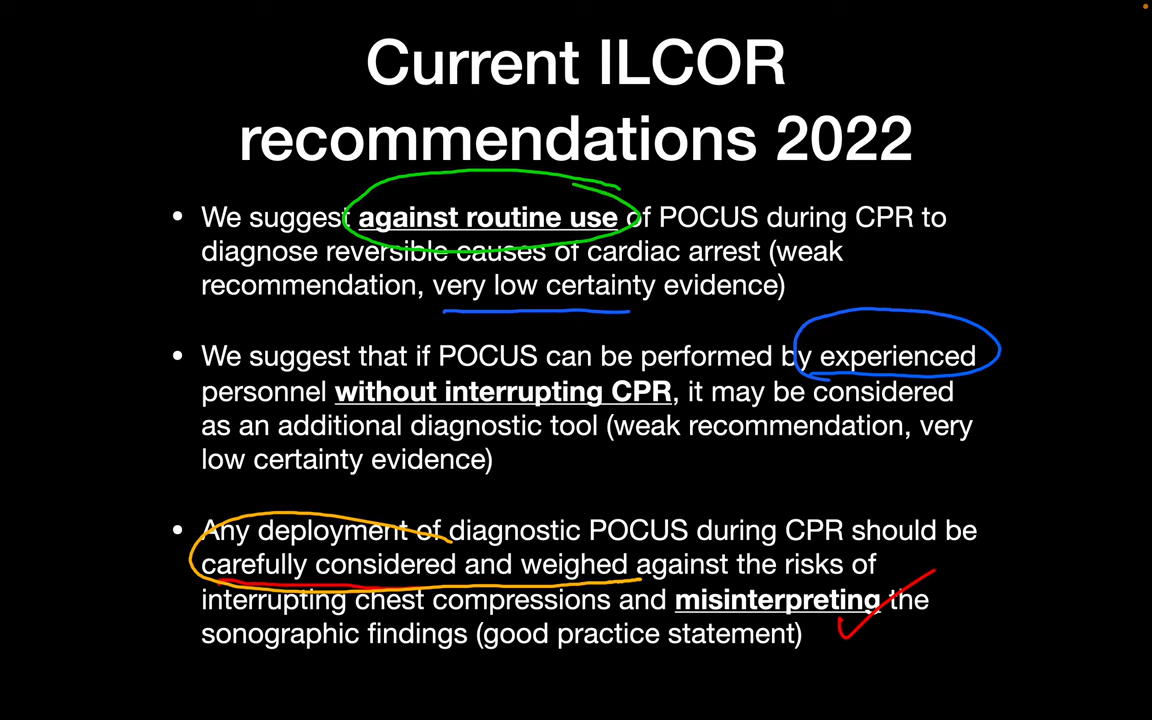 Current ILCOR
recommendations 2022
• We suggest against routine use of POCUS during CPR to
diagnose reversible causes of cardiac arrest (weak
recommendation, very low certainty evidence)
• We suggest that if POCUS can be performed by experienced
personnel without interrupting CPR, it may be considered
as an additional diagnostic tool (weak recommendation, very
low certainty evidence)
• Any deployment of diagnostic POCUS during CPR should be
carefully considered and weighed against the risks of
interrupting chest compressions and misinterpreting the
sonographic findings (good practice statement)